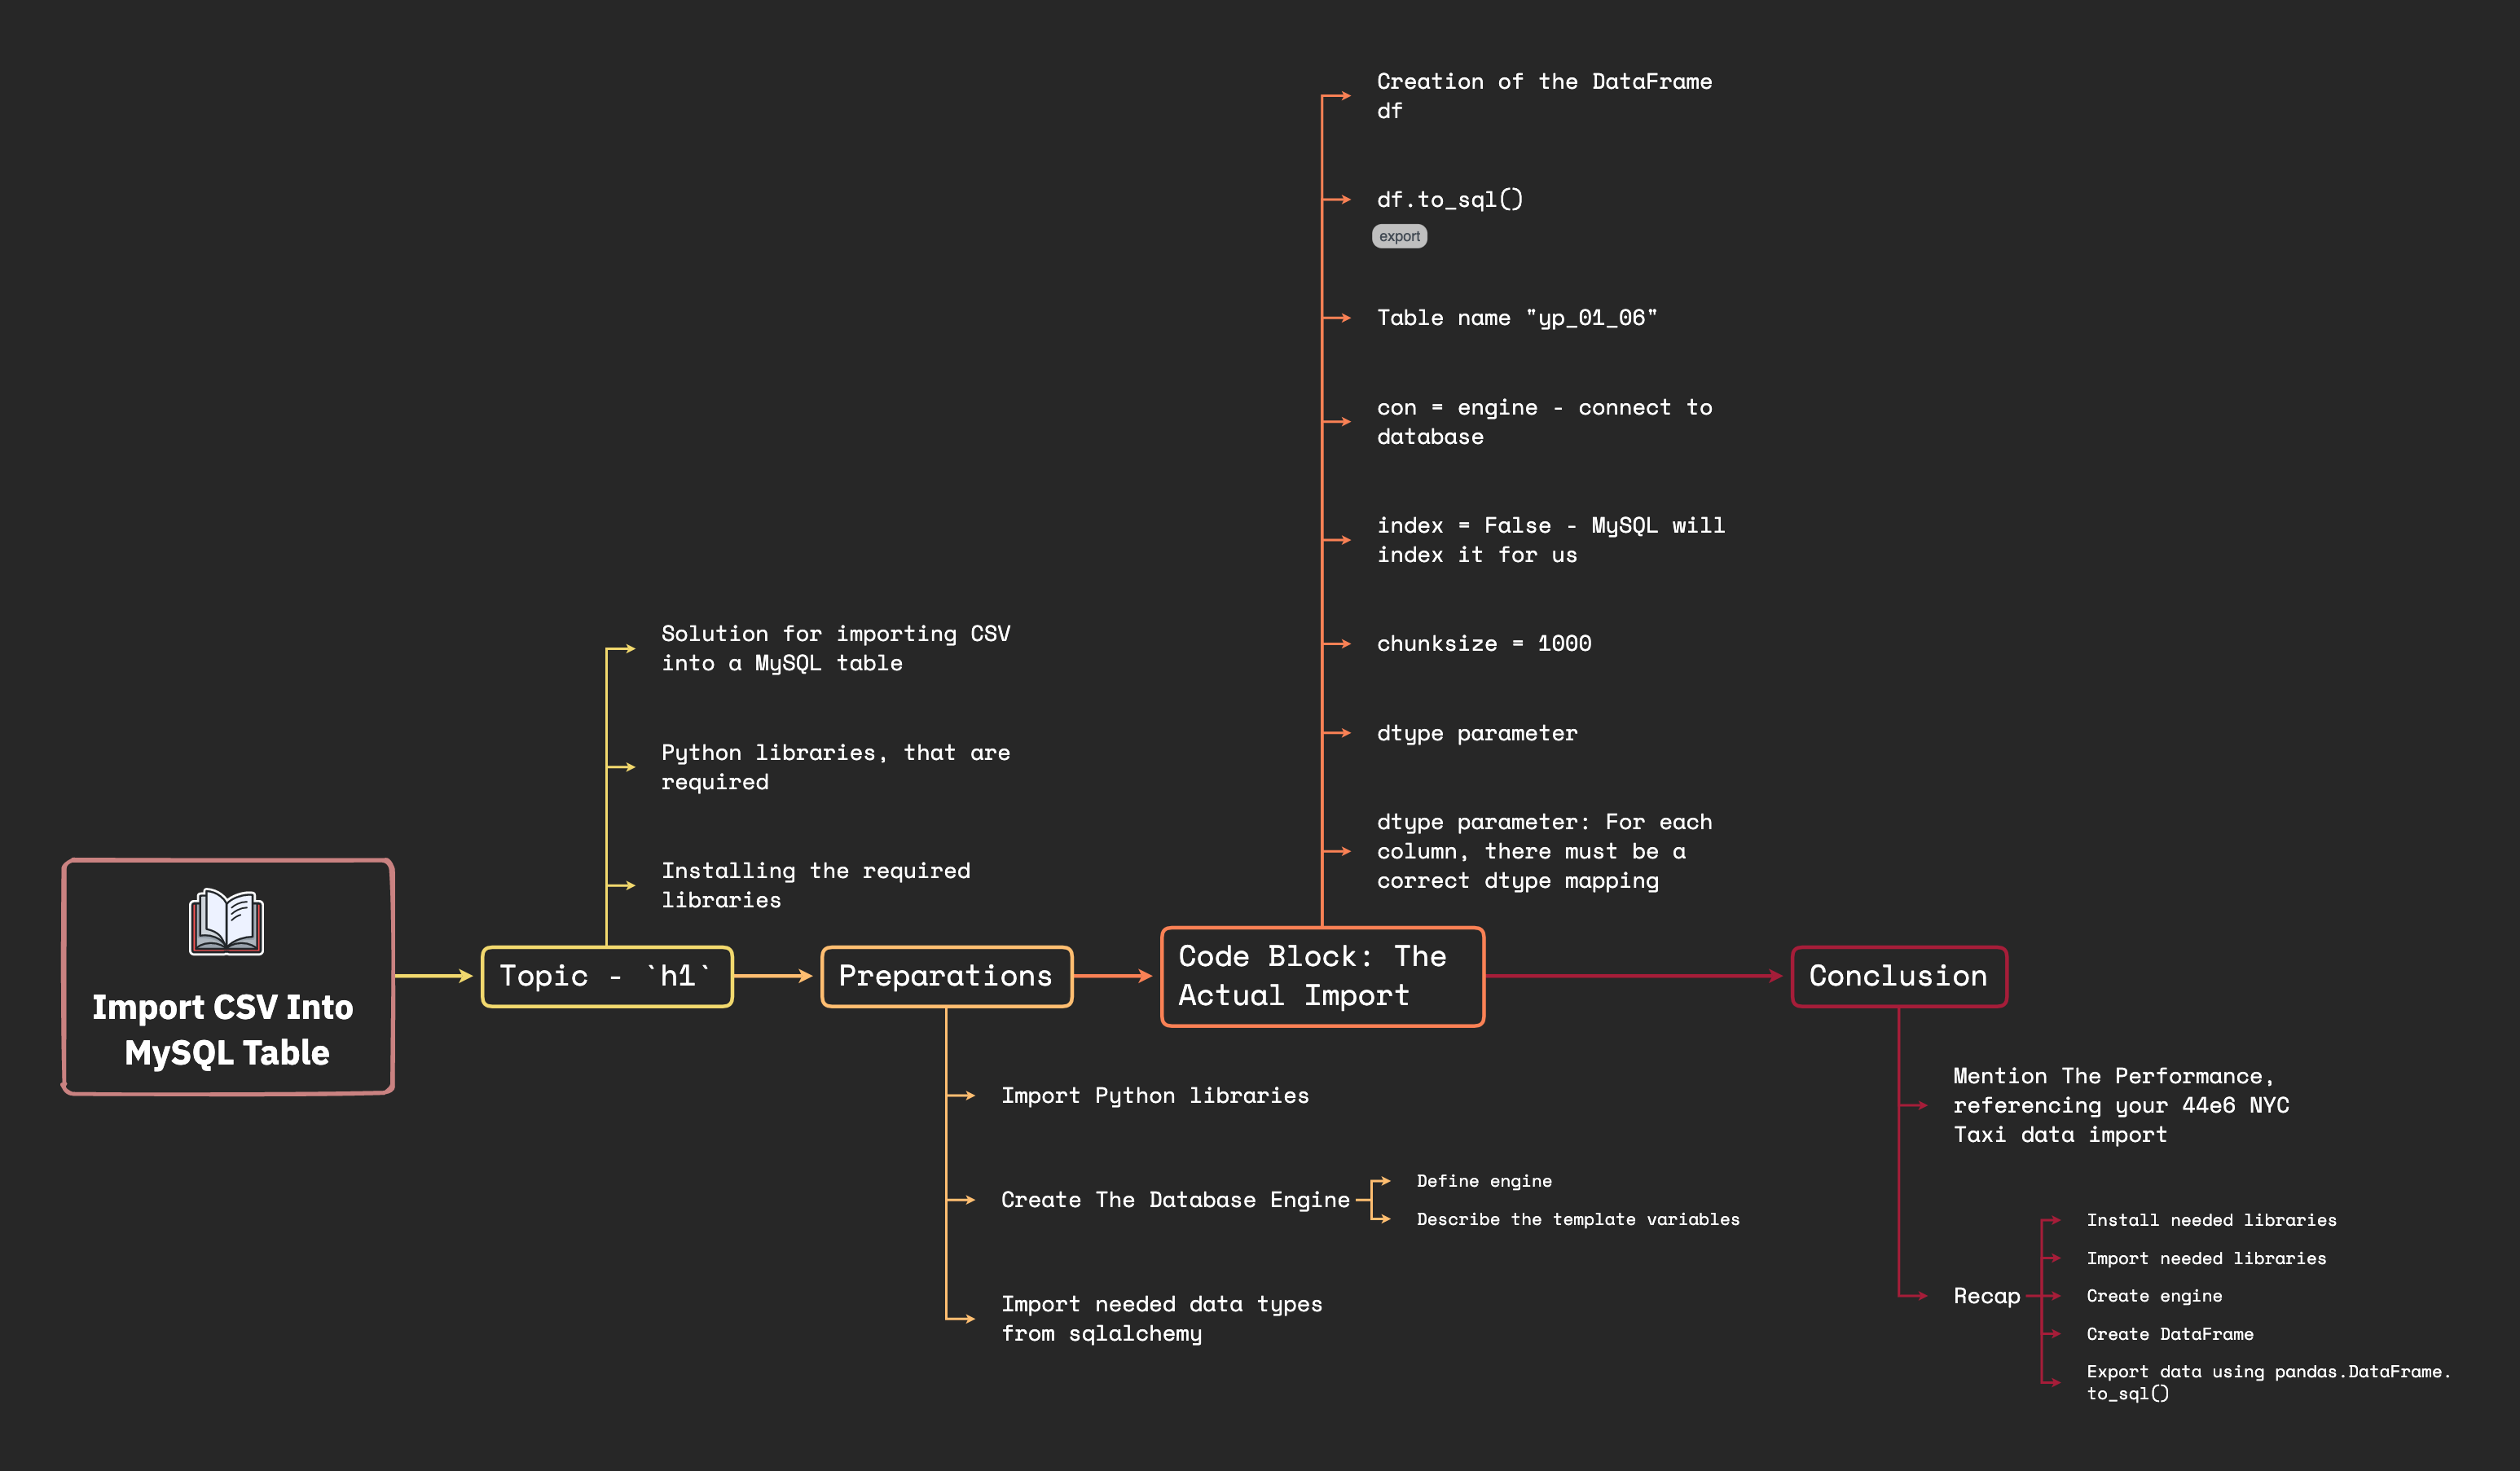 Import CSV Into
MySQL Table
Topic - `h1`
Solution for importing CSV
into a MySQL table
Python libraries, that are
required
Installing the required
libraries
Preparations
Import Python libraries
Create The Database Engine
Define engine
Describe the template variables
Import needed data types
from sqlalchemy
Code Block: The
Actual Import
Creation of the DataFrame
df
df.to_sql()
export
Table name "yp_01_06"
con = engine - connect to
database
index = False - MySQL will
index it for us
chunksize = 1000
dtype parameter
dtype parameter: For each
column, there must be a
correct dtype mapping
Conclusion
Mention The Performance,
referencing your 44e6 NYC
Taxi data import
Recap
Install needed libraries
Import needed libraries
Create engine
Create DataFrame
Export data using pandas.DataFrame.
to_sql()